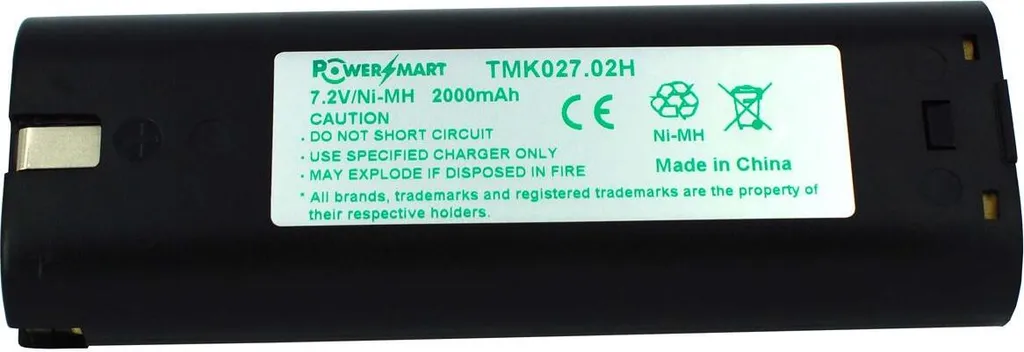 POWERSMART TMK027.02H
7.2V/Ni-MH 2000mAh
CAUTION
. DO NOT SHORT CIRCUIT
· USE SPECIFIED CHARGER ONLY
· MAY EXPLODE IF DISPOSED IN FIRE
* All brands, trademarks and registered trademarks are the property of
their respective holders.
CE
Ni-MH
Made in China